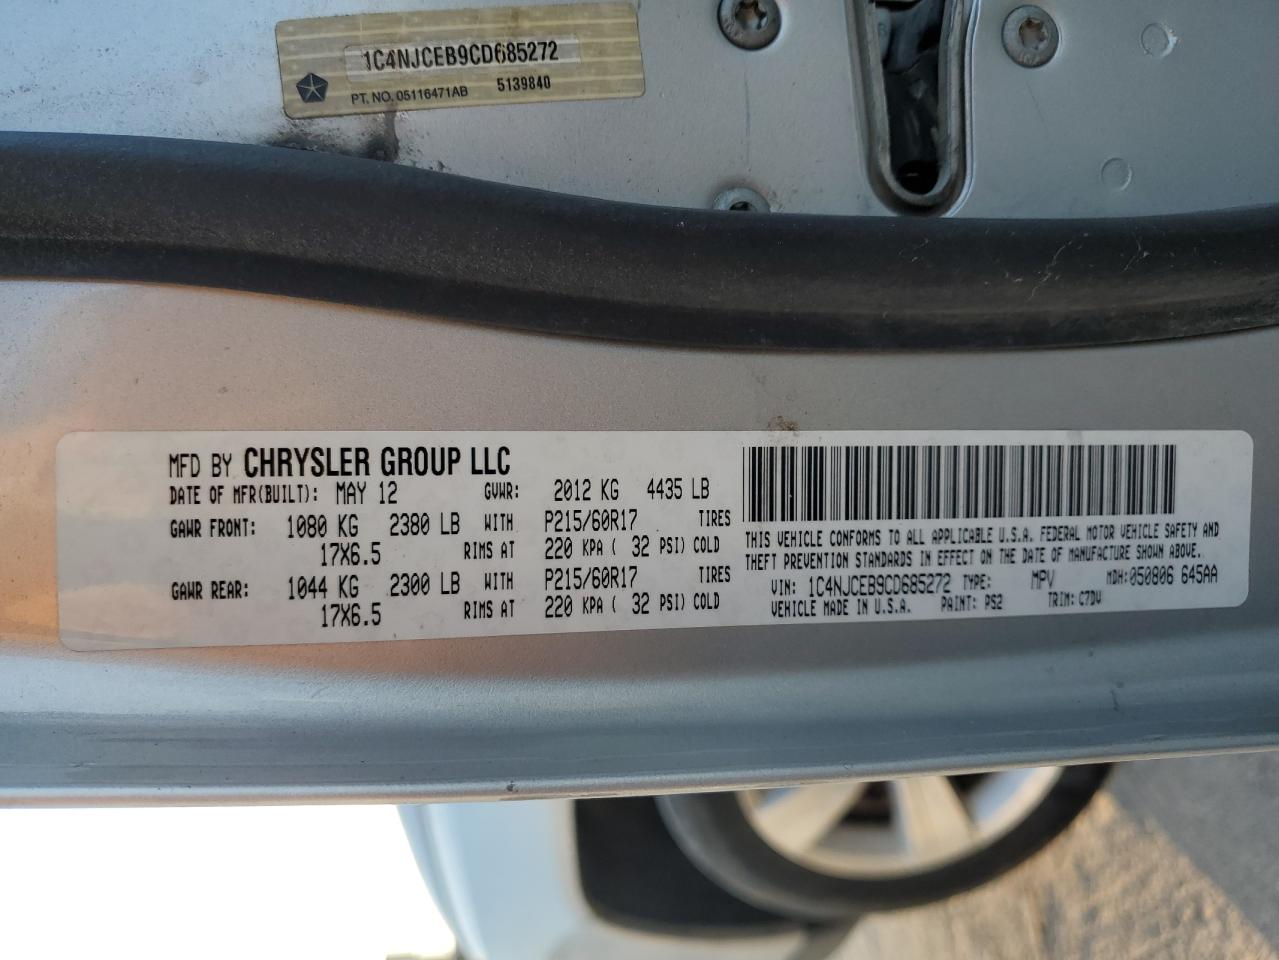 1C4NJCEB9CD685272
PT. NO. 05116471AB 5139840
MFD BY CHRYSLER GROUP LLC
DATE OF MFR(BUILT): MAY 12 GVWR: 2012 KG 4435 LB
GAWR FRONT: 1080 KG 2380 LB WITH P215/60R17 TIRES
17X6.5 RIMS AT 220 KPA ( 32 PSI) COLD
GAWR REAR: 1044 KG 2300 LB WITH P215/60R17 TIRES
17X6.5 RIMS AT 220 KPA ( 32 PSI) COLD
THIS VEHICLE CONFORMS TO ALL APPLICABLE U.S.A. FEDERAL MOTOR VEHICLE SAFETY AND
THEFT PREVENTION STANDARDS IN EFFECT ON THE DATE OF MANUFACTURE SHOWN ABOVE.
VIN: 1C4NJCEB9CD685272 TYPE: MPV MDH:050806 645AA
VEHICLE MADE IN U.S.A. PAINT: PS2 TRIM: C7DV